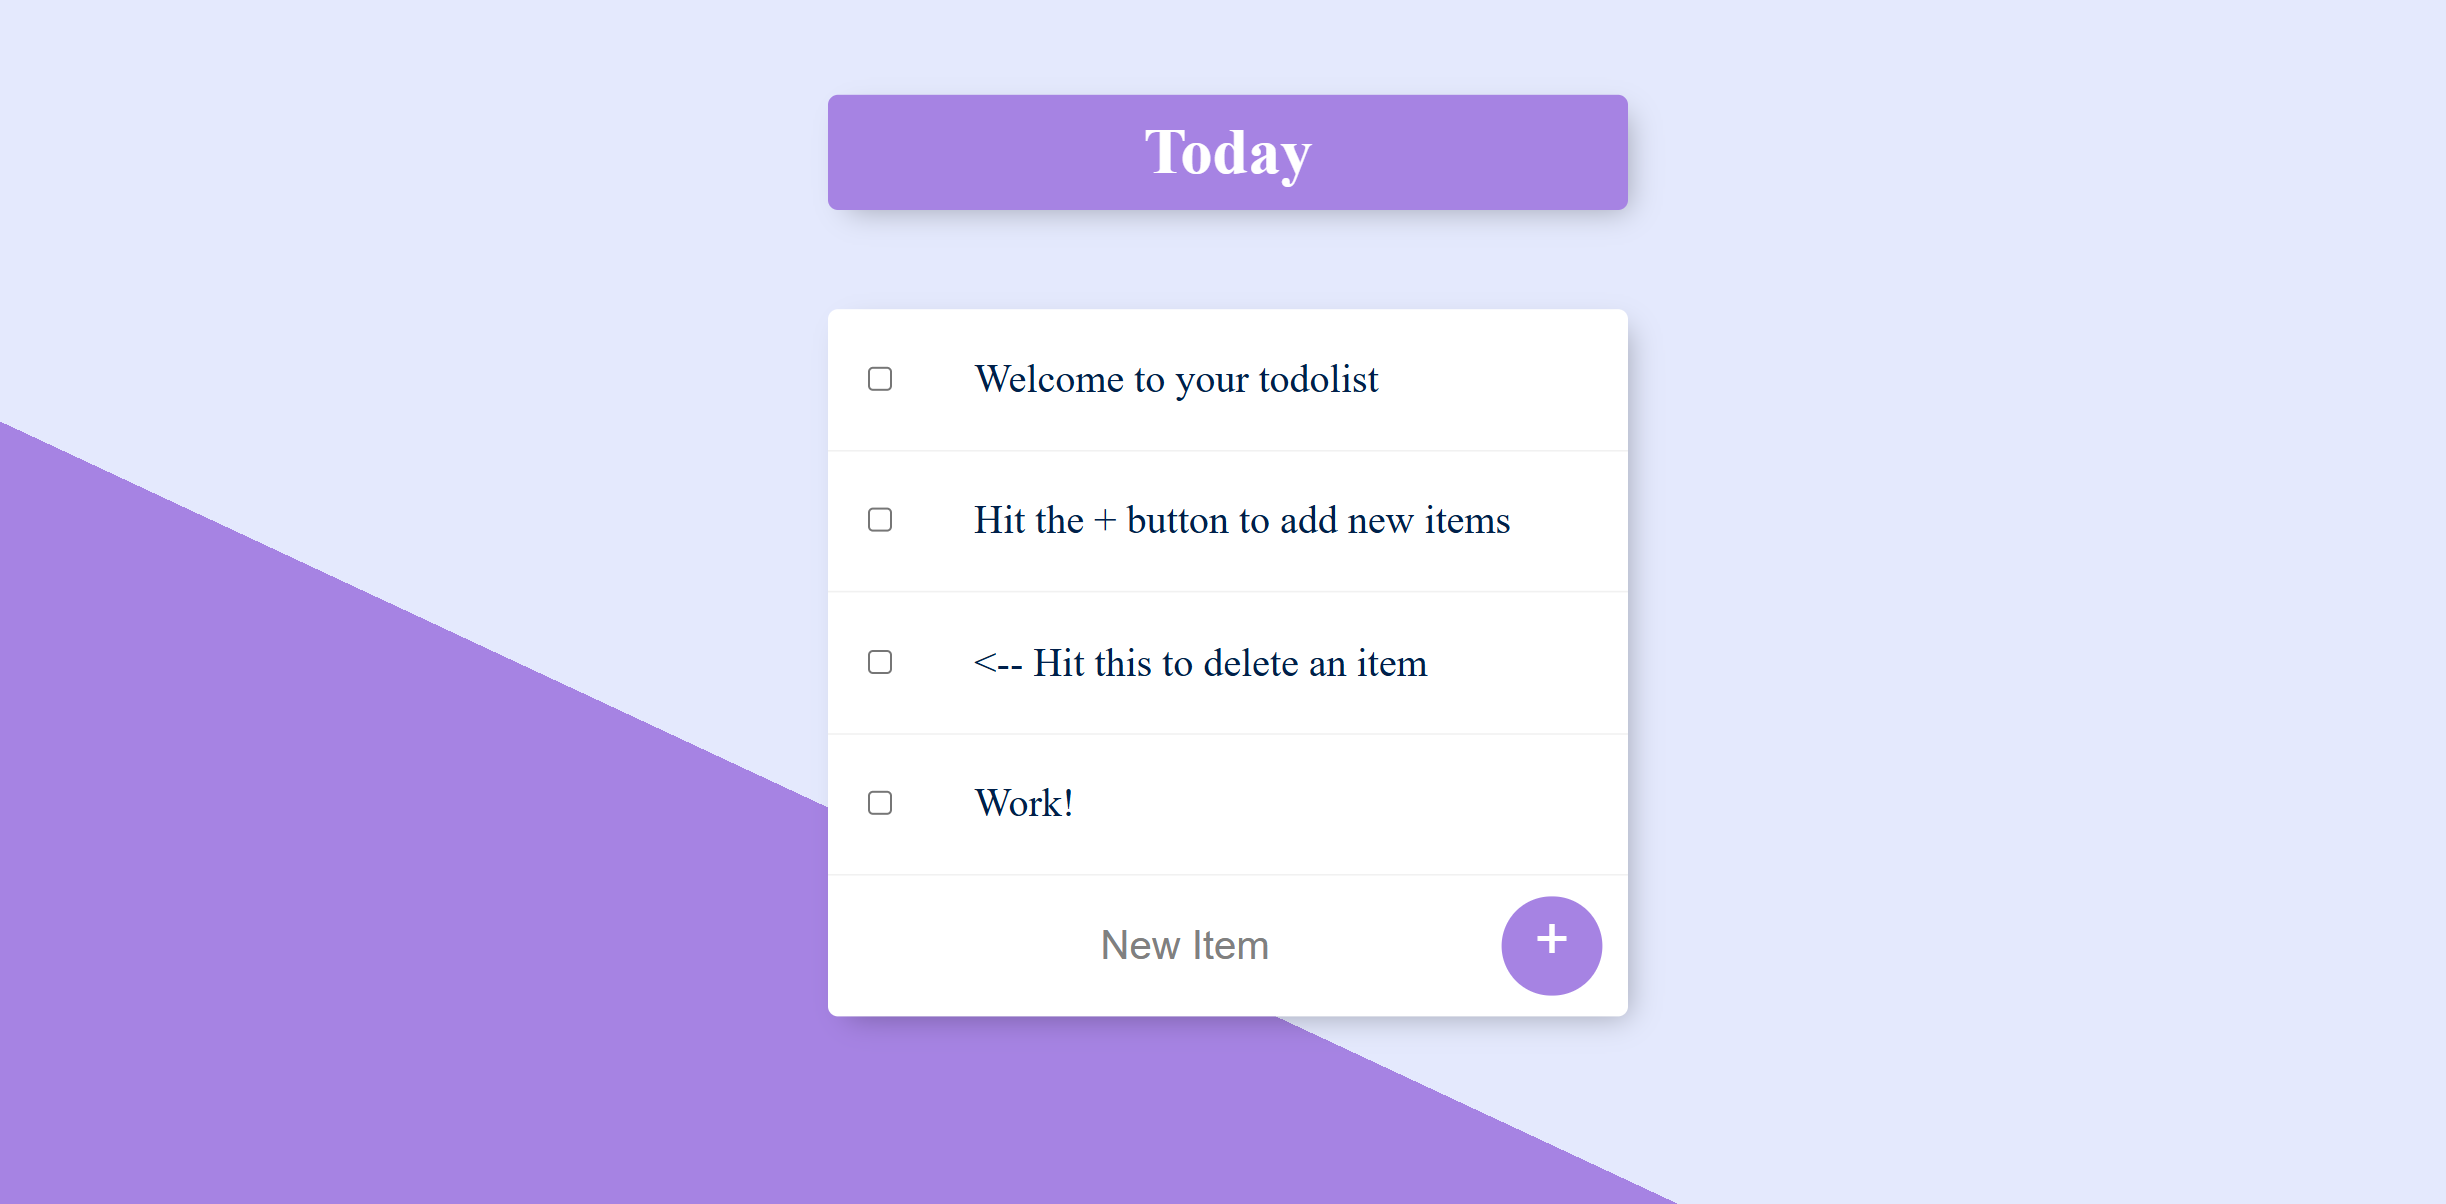 Today
Welcome to your todolist
Hit the + button to add new items
<-- Hit this to delete an item
Work!
New Item
+